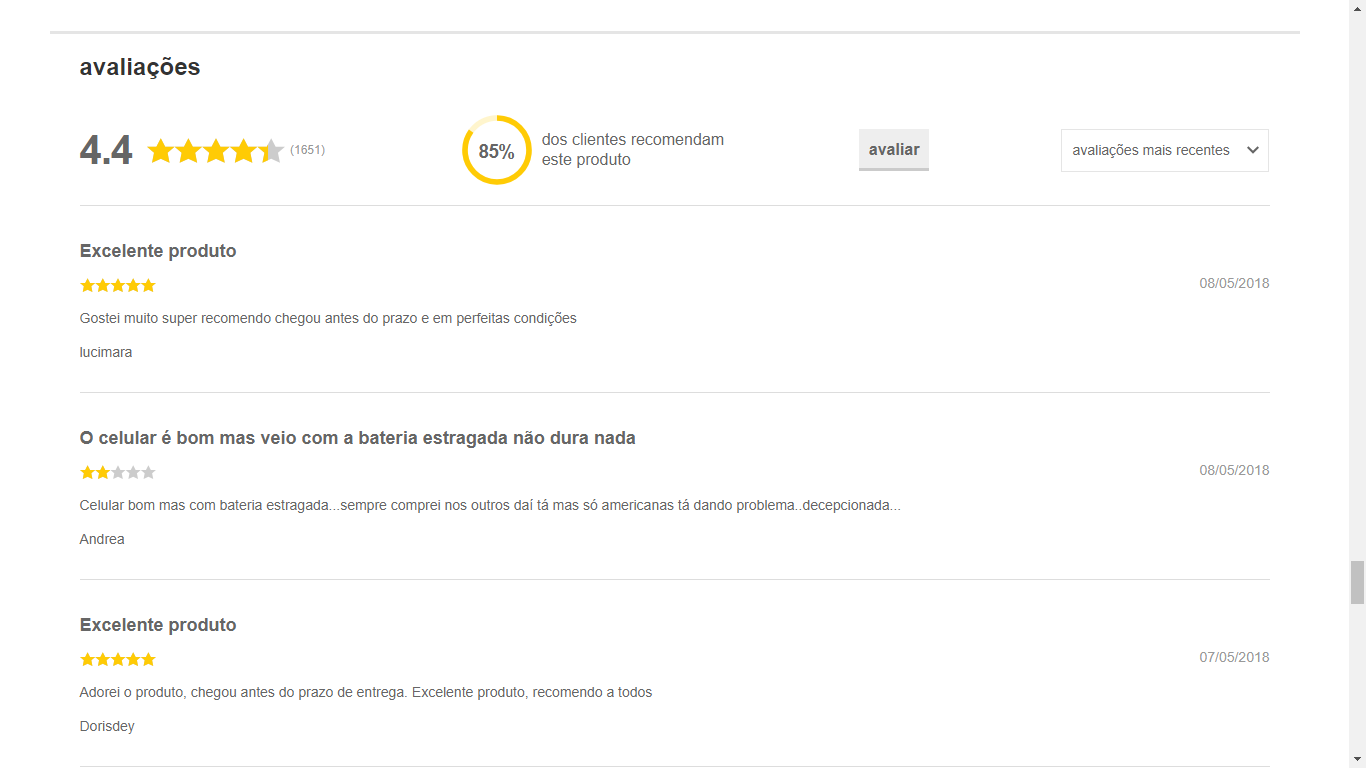 avaliações
4.4 (1651)
85%
dos clientes recomendam
este produto
avaliar
avaliações mais recentes
Excelente produto
08/05/2018
Gostei muito super recomendo chegou antes do prazo e em perfeitas condições
lucimara
O celular é bom mas veio com a bateria estragada não dura nada
08/05/2018
Celular bom mas com bateria estragada...sempre comprei nos outros daí tá mas só americanas tá dando problema..decepcionada...
Andrea
Excelente produto
07/05/2018
Adorei o produto, chegou antes do prazo de entrega. Excelente produto, recomendo a todos
Dorisdey